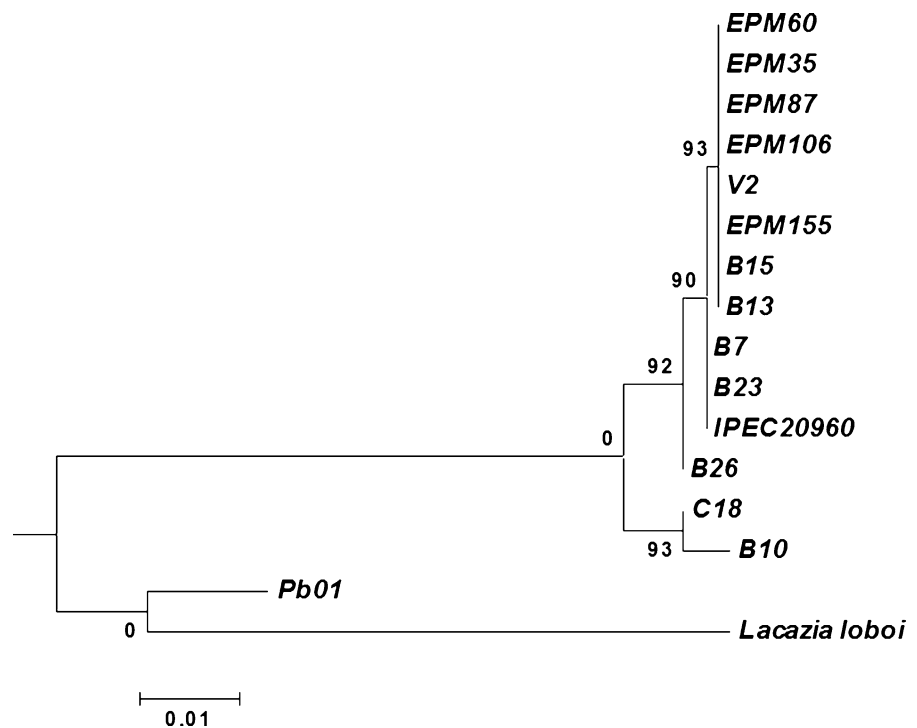 EPM60
EPM35
EPM87
EPM106
93
V2
EPM155
B15
90
B13
B7
92
B23
IPEC20960
0
B26
C18
93
B10
Pb01
0
Lacazia loboi
0.01